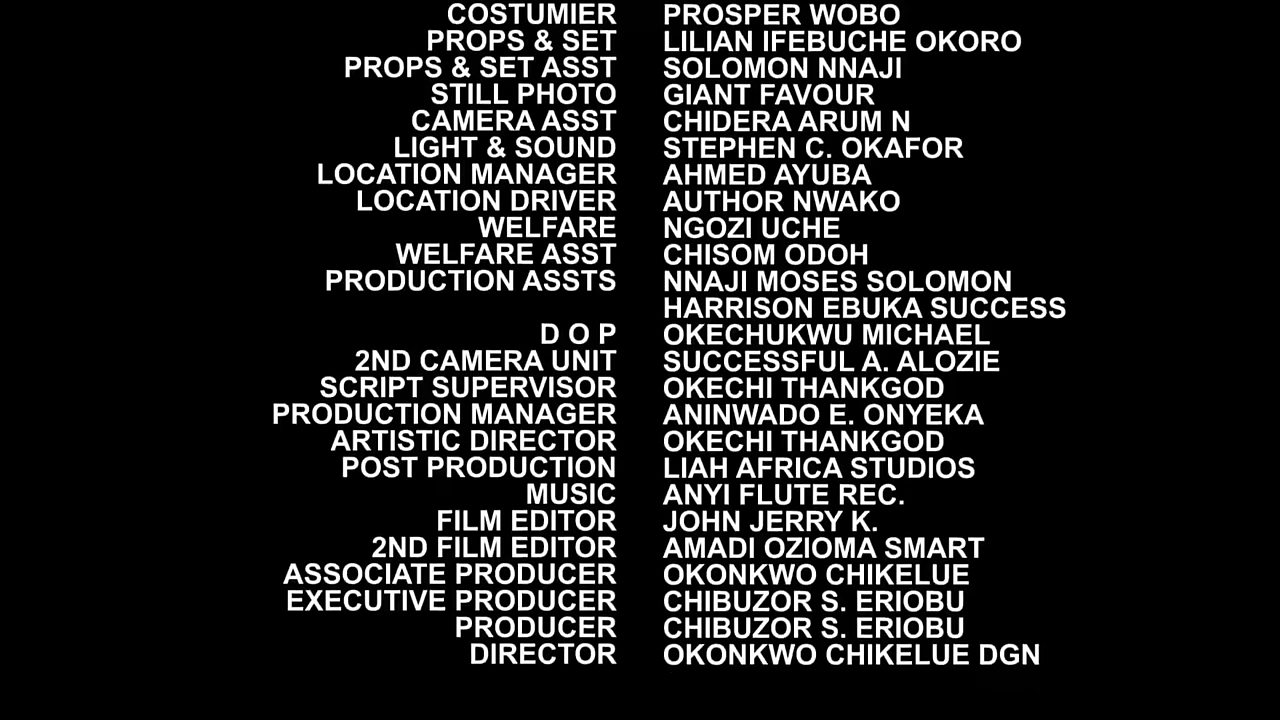 COSTUMIER PROSPER WOBO
PROPS & SET LILIAN IFEBUCHE OKORO
PROPS & SET ASST SOLOMON NNAJI
STILL PHOTO GIANT FAVOUR
CAMERA ASST CHIDERA ARUM N
LIGHT & SOUND STEPHEN C. OKAFOR
LOCATION MANAGER AHMED AYUBA
LOCATION DRIVER AUTHOR NWAKO
WELFARE NGOZI UCHE
WELFARE ASST CHISOM ODOH
PRODUCTION ASSTS NNAJI MOSES SOLOMON
HARRISON EBUKA SUCCESS
D O P OKECHUKWU MICHAEL
2ND CAMERA UNIT SUCCESSFUL A. ALOZIE
SCRIPT SUPERVISOR OKECHI THANKGOD
PRODUCTION MANAGER ANINWADO E. ONYEKA
ARTISTIC DIRECTOR OKECHI THANKGOD
POST PRODUCTION LIAH AFRICA STUDIOS
MUSIC ANYI FLUTE REC.
FILM EDITOR JOHN JERRY K.
2ND FILM EDITOR AMADI OZIOMA SMART
ASSOCIATE PRODUCER OKONKWO CHIKELUE
EXECUTIVE PRODUCER CHIBUZOR S. ERIOBU
PRODUCER CHIBUZOR S. ERIOBU
DIRECTOR OKONKWO CHIKELUE DGN